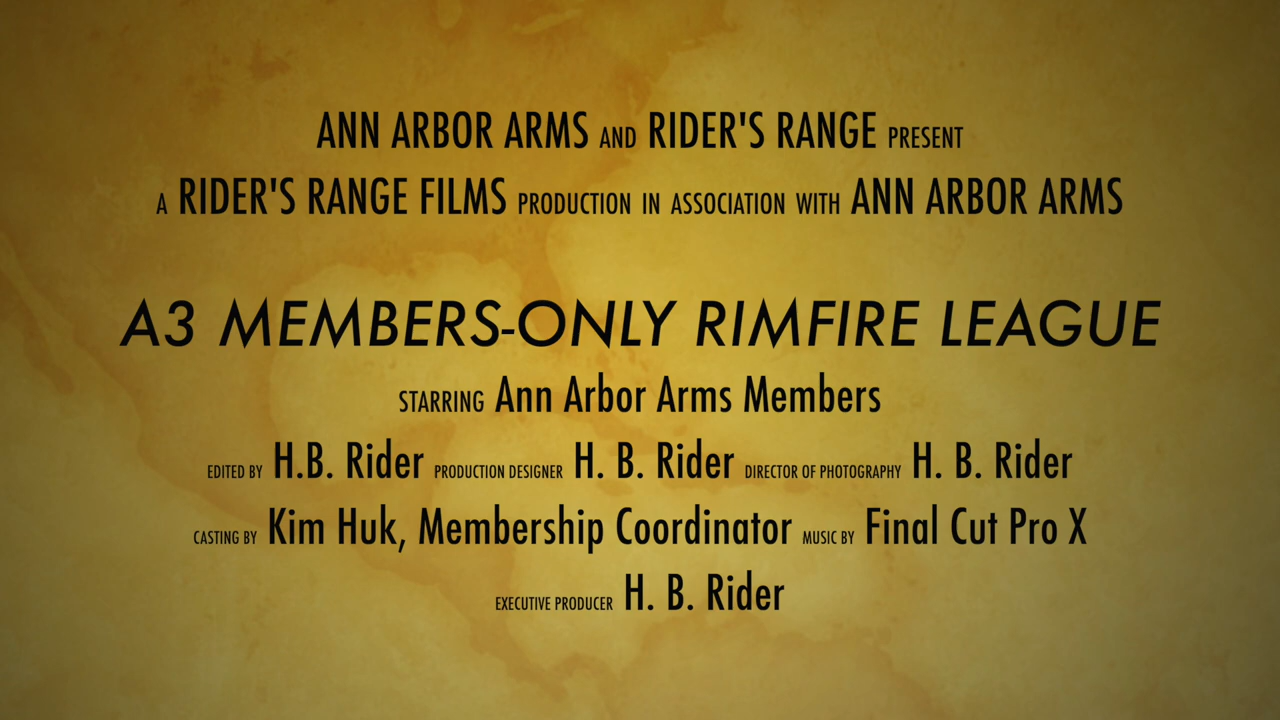 ANN ARBOR ARMS AND RIDER'S RANGE PRESENT
A RIDER'S RANGE FILMS PRODUCTION IN ASSOCIATION WITH ANN ARBOR ARMS
A3 MEMBERS-ONLY RIMFIRE LEAGUE
STARRING Ann Arbor Arms Members
EDITED BY H.B. Rider PRODUCTION DESIGNER H. B. Rider DIRECTOR OF PHOTOGRAPHY H. B. Rider
CASTING BY Kim Huk, Membership Coordinator MUSIC BY Final Cut Pro X
EXECUTIVE PRODUCER H. B. Rider